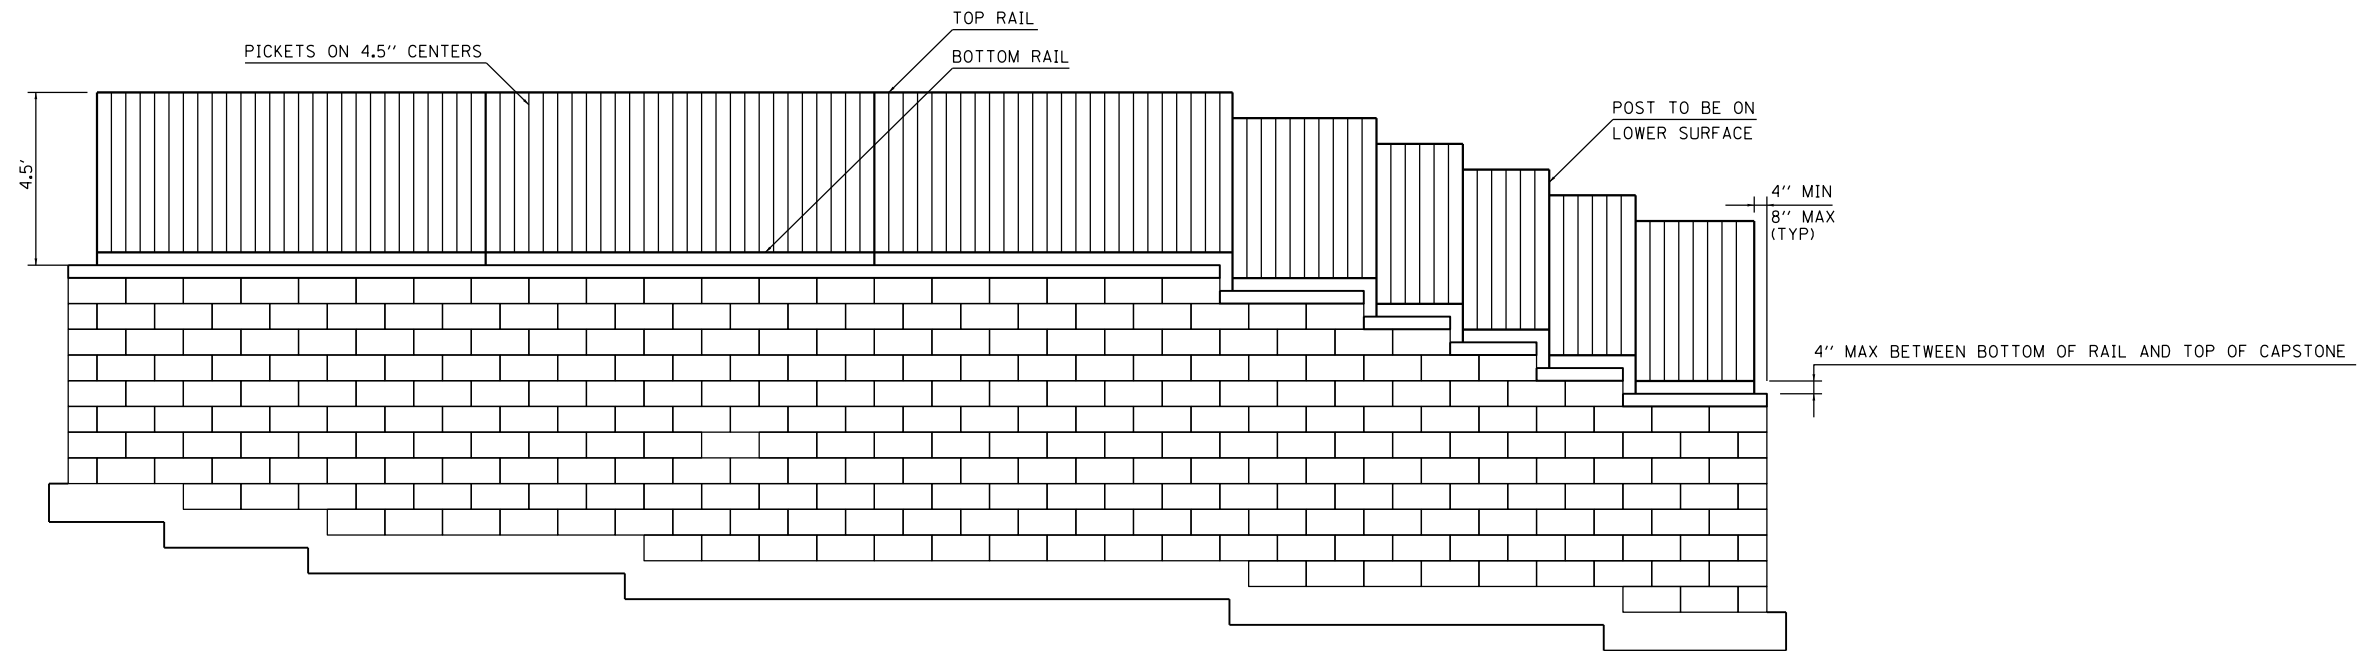 TOP RAIL
PICKETS ON 4.5'' CENTERS
BOTTOM RAIL
POST TO BE ON
LOWER SURFACE
4.5'
4'' MIN
8'' MAX
(TYP)
4'' MAX BETWEEN BOTTOM OF RAIL AND TOP OF CAPSTONE